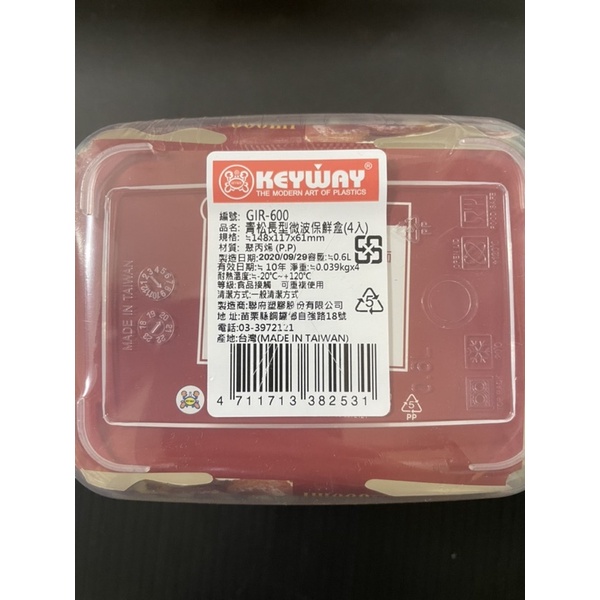 KEYWAY®
THE MODERN ART OF PLASTICS
編號: GIR-600
品名: 青松長型微波保鮮盒(4入)
規格: ≒148x117x61mm
材質: 聚丙烯 (P.P)
製造日期: 2020/09/29容量:≒0.6L
有效日期:≒ 10年 淨重:≒0.039kgx4
耐熱溫度:≒-20℃~+120℃
等級:食品接觸 可重複使用
清潔方式:一般清潔方式
製造商:聯府塑膠股份有限公司
地 址:苗栗縣銅鑼鄉自強路18號
電話:03-3972121
產地:台灣(MADE IN TAIWAN)
4 711713 382531
5
MADE IN TAIWAN
PP
5
PP